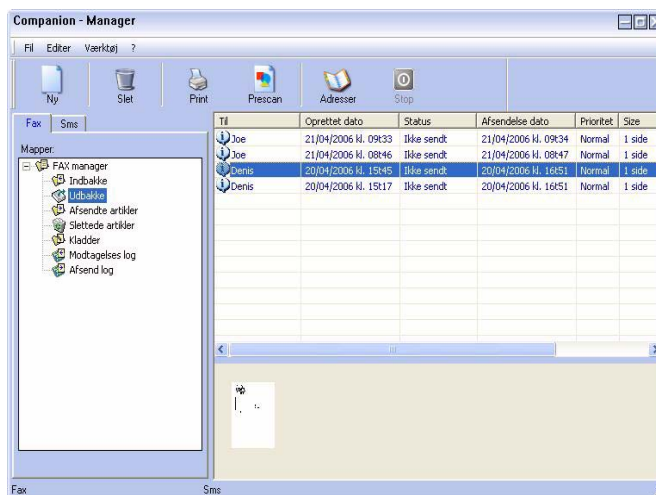 Companion - Manager
Fil Editer Værktøj ?
Ny Slet Print Prescan Adresser Stop
Fax Sms
Mapper:
FAX manager
Indbakke
Udbakke
Afsendte artikler
Slettede artikler
Kladder
Modtagelses log
Afsend log
Til Oprettet dato Status Afsendelse dato Prioritet Size
Joe 21/04/2006 kl. 09t33 Ikke sendt 21/04/2006 kl. 09t34 Normal 1 side
Joe 21/04/2006 kl. 08t46 Ikke sendt 21/04/2006 kl. 08t47 Normal 1 side
Denis 20/04/2006 kl. 15t45 Ikke sendt 20/04/2006 kl. 16t51 Normal 1 side
Denis 20/04/2006 kl. 15t17 Ikke sendt 20/04/2006 kl. 16t51 Normal 1 side
Fax Sms